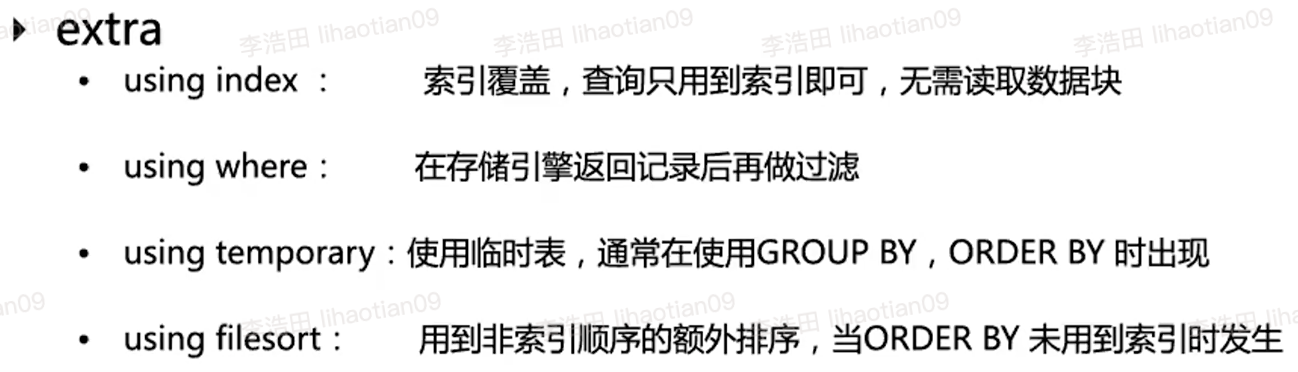 extra
• using index : 索引覆盖，查询只用到索引即可，无需读取数据块
• using where： 在存储引擎返回记录后再做过滤
• using temporary：使用临时表，通常在使用GROUP BY，ORDER BY 时出现
• using filesort： 用到非索引顺序的额外排序，当ORDER BY 未用到索引时发生
李浩田 lihaotian09
李浩田 lihaotian09
李浩田 lihaotian09
李浩田 lihaotian09
李浩田 lihaotian09
lihaotian09
lihaotian09